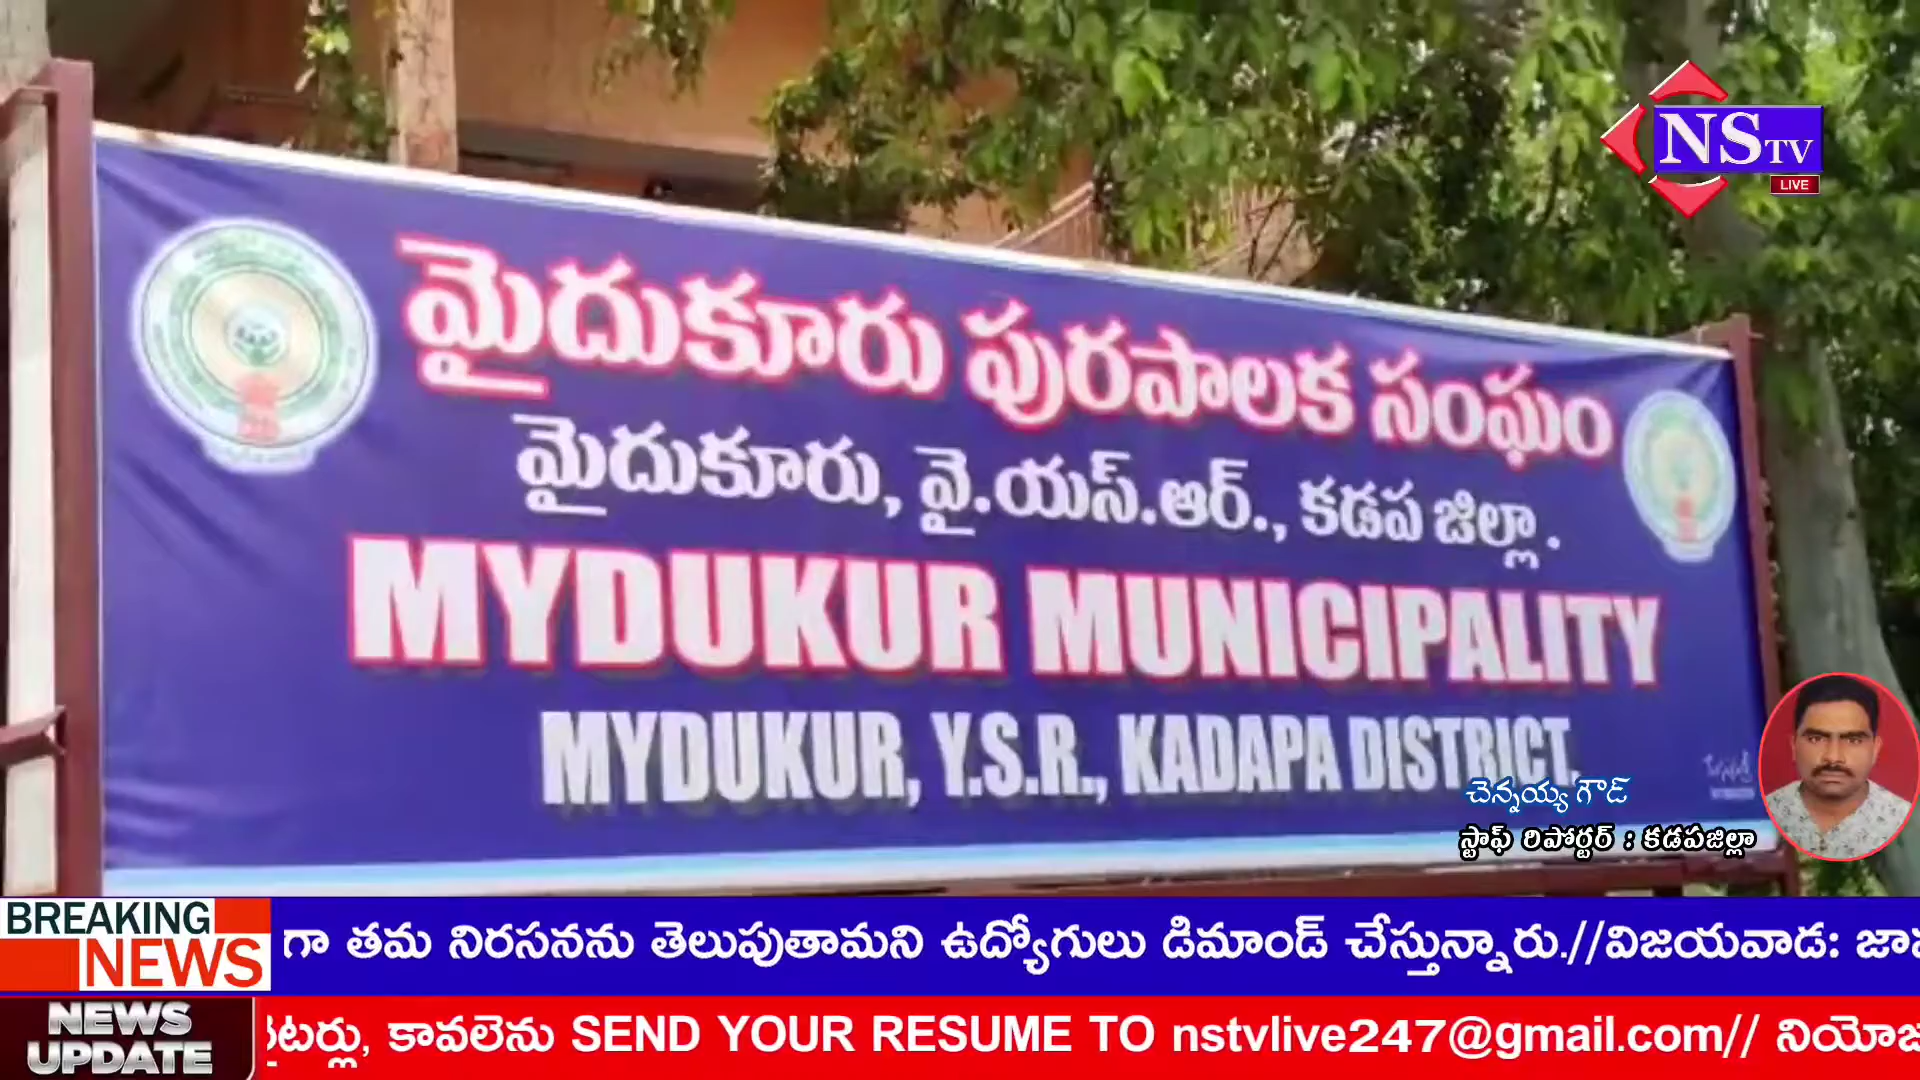 NSTV
LIVE
మైదుకూరు పురపాలక సంఘం
మైదుకూరు, వై.యస్.ఆర్., కడప జిల్లా.
MYDUKUR MUNICIPALITY
MYDUKUR, Y.S.R., KADAPA DISTRICT.
చెన్నయ్య గౌడ్
స్టాఫ్ రిపోర్టర్ : కడపజిల్లా
BREAKING
NEWS
గా తమ నిరసనను తెలుపుతామని ఉద్యోగులు డిమాండ్ చేస్తున్నారు.//విజయవాడ:
NEWS
UPDATE
కావలెను SEND YOUR RESUME TO nstvlive247@gmail.com//